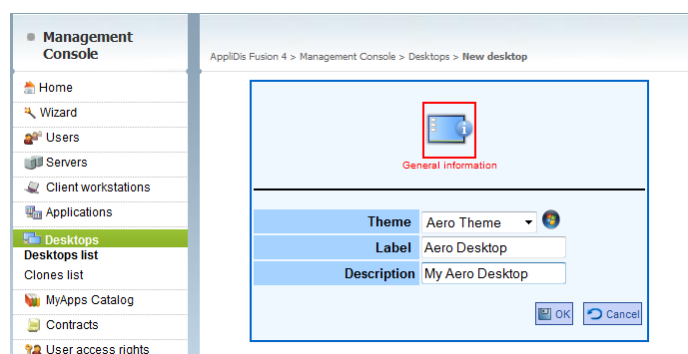 Management
Console
AppliDis Fusion 4 > Management Console > Desktops > New desktop
Home
Wizard
Users
Servers
Client workstations
Applications
Desktops
Desktops list
Clones list
MyApps Catalog
Contracts
User access rights
General information
Theme Aero Theme
Label Aero Desktop
Description My Aero Desktop
OK Cancel